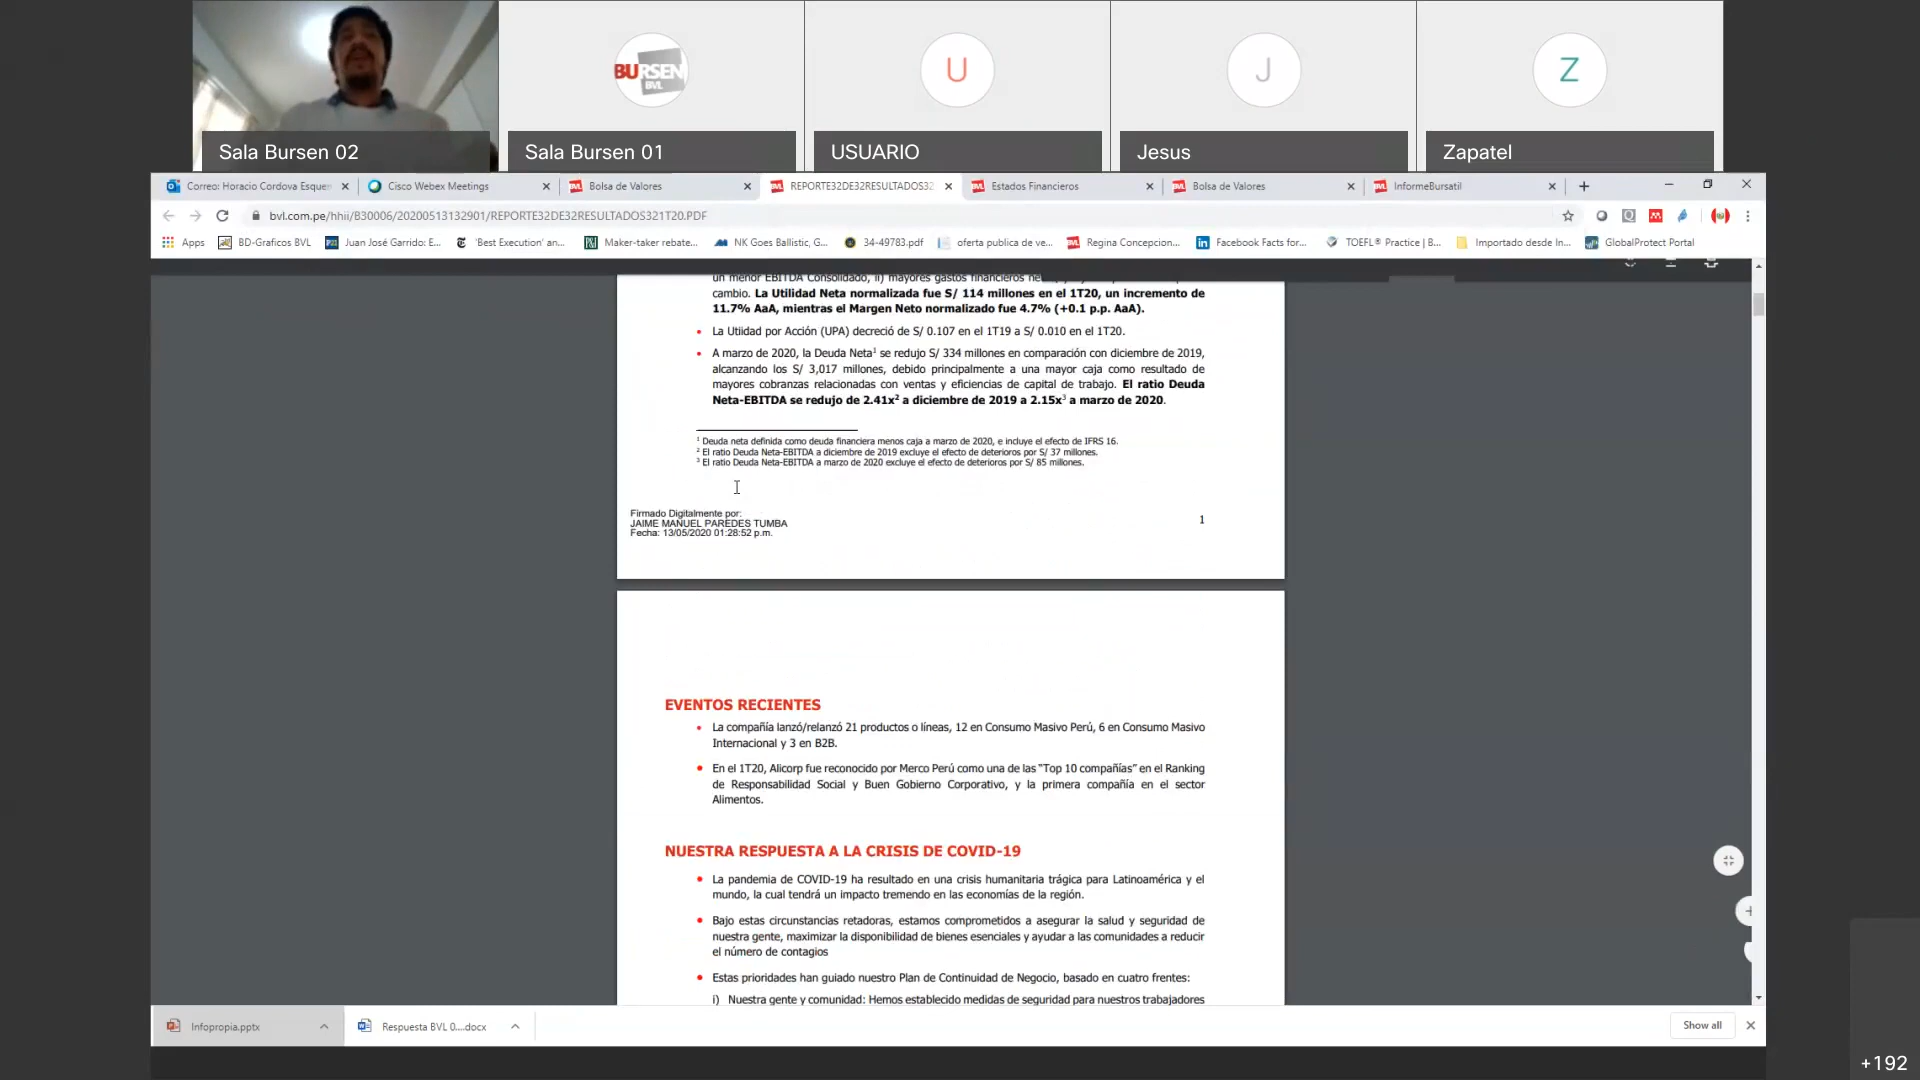 BURSEN
BVL
U
J
Z
Sala Bursen 02
Sala Bursen 01
USUARIO
Jesus
Zapatel
Correo: Horacio Cordova Esquen
Cisco Webex Meetings
Bolsa de Valores
REPORTE32DE32RESULTADOS32
Estados Financieros
Bolsa de Valores
InformeBursatil
bvl.com.pe/hhii/B30006/20200513132901/REPORTE32DE32RESULTADOS321T20.PDF
Apps
BD-Graficos BVL
Juan José Garrido: E...
'Best Execution' an...
Maker-taker rebate...
NK Goes Ballistic, G...
34-49783.pdf
oferta publica de ve...
Regina Concepcion...
Facebook Facts for...
TOEFL® Practice | B...
Importado desde In...
GlobalProtect Portal
un menor EBITDA Consolidado, ii) mayores gastos financieros
cambio. La Utilidad Neta normalizada fue S/ 114 millones en el 1T20, un incremento de
11.7% AaA, mientras el Margen Neto normalizado fue 4.7% (+0.1 p.p. AaA).
• La Utiidad por Acción (UPA) decreció de S/ 0.107 en el 1T19 a S/ 0.010 en el 1T20.
• A marzo de 2020, la Deuda Neta¹ se redujo S/ 334 millones en comparación con diciembre de 2019,
alcanzando los S/ 3,017 millones, debido principalmente a una mayor caja como resultado de
mayores cobranzas relacionadas con ventas y eficiencias de capital de trabajo. El ratio Deuda
Neta-EBITDA se redujo de 2.41x² a diciembre de 2019 a 2.15x³ a marzo de 2020.
¹ Deuda neta definida como deuda financiera menos caja a marzo de 2020, e incluye el efecto de IFRS 16.
² El ratio Deuda Neta-EBITDA a diciembre de 2019 excluye el efecto de deterioros por S/ 37 millones.
³ El ratio Deuda Neta-EBITDA a marzo de 2020 excluye el efecto de deterioros por S/ 85 millones.
Firmado Digitalmente por:
JAIME MANUEL PAREDES TUMBA
Fecha: 13/05/2020 01:28:52 p.m.
1
EVENTOS RECIENTES
• La compañía lanzó/relanzó 21 productos o líneas, 12 en Consumo Masivo Perú, 6 en Consumo Masivo
Internacional y 3 en B2B.
• En el 1T20, Alicorp fue reconocido por Merco Perú como una de las "Top 10 compañías" en el Ranking
de Responsabilidad Social y Buen Gobierno Corporativo, y la primera compañía en el sector
Alimentos.
NUESTRA RESPUESTA A LA CRISIS DE COVID-19
• La pandemia de COVID-19 ha resultado en una crisis humanitaria trágica para Latinoamérica y el
mundo, la cual tendrá un impacto tremendo en las economías de la región.
• Bajo estas circunstancias retadoras, estamos comprometidos a asegurar la salud y seguridad de
nuestra gente, maximizar la disponibilidad de bienes esenciales y ayudar a las comunidades a reducir
el número de contagios
• Estas prioridades han guiado nuestro Plan de Continuidad de Negocio, basado en cuatro frentes:
i) Nuestra gente y comunidad: Hemos establecido medidas de seguridad para nuestros trabajadores
Infopropia.pptx
Respuesta BVL 0....docx
Show all
+192